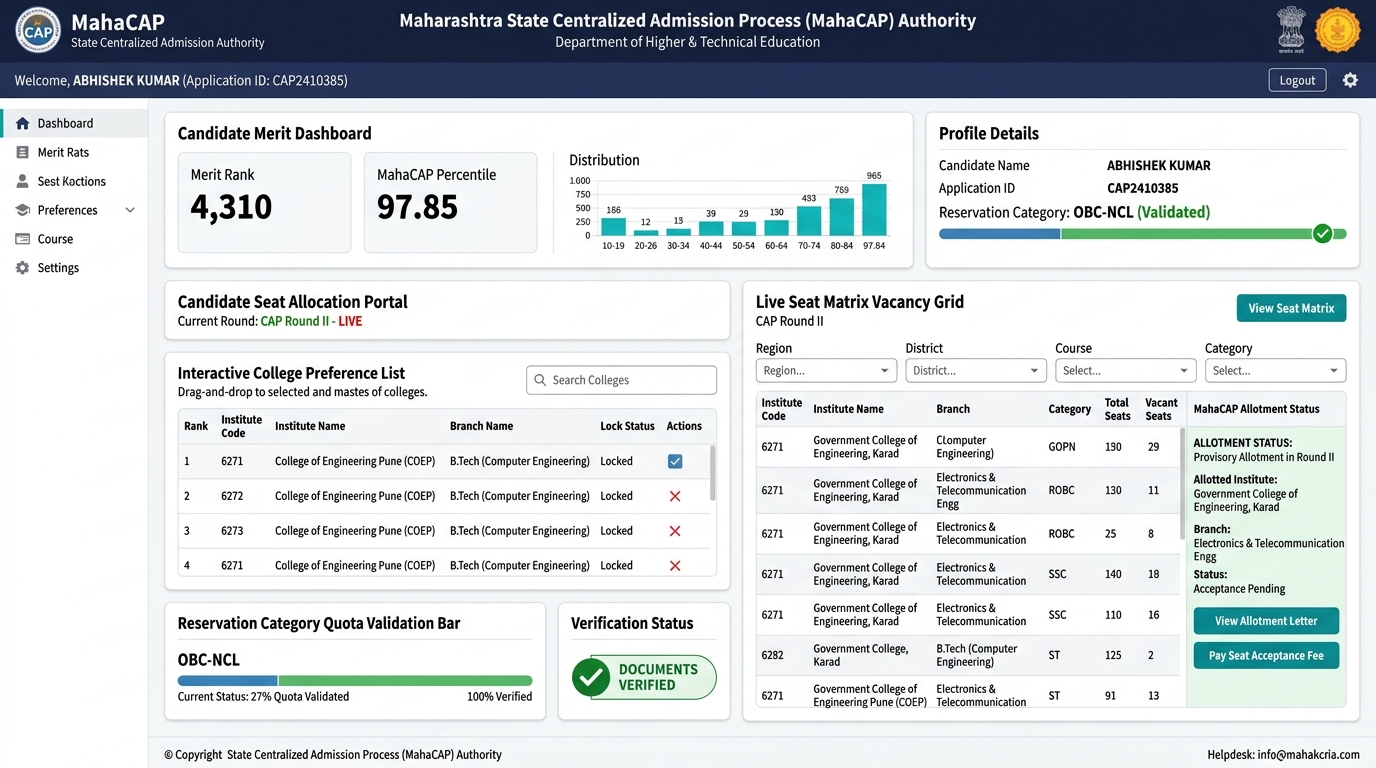 CAP
MahaCAP
State Centralized Admission Authority
Maharashtra State Centralized Admission Process (MahaCAP) Authority
Department of Higher & Technical Education
Welcome, ABHISHEK KUMAR (Application ID: CAP2410385)
Logout
Dashboard
Merit Rats
Sest Køctions
Preferences
Course
Settings
Candidate Merit Dashboard
Merit Rank
4,310
MahaCAP Percentile
97.85
Distribution
1.600
750
500
250
0
186
12
13
39
29
130
433
769
965
10-19
20-26
30-34
40-44
50-54
60-64
70-74
80-84
97.84
Profile Details
Candidate Name ABHISHEK KUMAR
Application ID CAP2410385
Reservation Category: OBC-NCL (Validated)
Candidate Seat Allocation Portal
Current Round: CAP Round II - LIVE
Interactive College Preference List
Drag-and-drop to selected and mastes of colleges.
Search Colleges
Rank Institute Code Institute Name Branch Name Lock Status Actions
1 6271 College of Engineering Pune (COEP) B.Tech (Computer Engineering) Locked
2 6272 College of Engineering Pune (COEP) B.Tech (Computer Engineering) Locked
3 6273 College of Engineering Pune (COEP) B.Tech (Computer Engineering) Locked
4 6271 College of Engineering Pune (COEP) B.Tech (Computer Engineering) Locked
Reservation Category Quota Validation Bar
OBC-NCL
Current Status: 27% Quota Validated 100% Verified
Verification Status
DOCUMENTS
VERIFIED
Live Seat Matrix Vacancy Grid
CAP Round II
View Seat Matrix
Region District Course Category
Region... District... Select... Select...
Institute Code Institute Name Branch Category Total Seats Vacant Seats
6271 Government College of Engineering, Karad CLomputer Engineering) GOPN 130 29
6271 Government College of Engineering, Karad Electronics & Telecommunication Engg ROBC 130 11
6271 Government College of Engineering, Karad Electronics & Telecommunication ROBC 25 8
6271 Government College of Engineering, Karad Electronics & Telecommunication SSC 140 18
6271 Government College of Engineering, Karad Electronics & Telecommunication SSC 110 16
6282 Government College, Karad B.Tech (Computer Engineering) ST 125 2
6271 Government College of Engineering Pune (COEP) Electronics & Telecommunication ST 91 13
MahaCAP Allotment Status
ALLOTMENT STATUS:
Provisory Allotment in Round II
Allotted Institute:
Government College of
Engineering, Karad
Branch:
Electronics & Telecommunication
Engg
Status:
Acceptance Pending
View Allotment Letter
Pay Seat Acceptance Fee
© Copyright State Centralized Admission Process (MahaCAP) Authority
Helpdesk: info@mahakcria.com